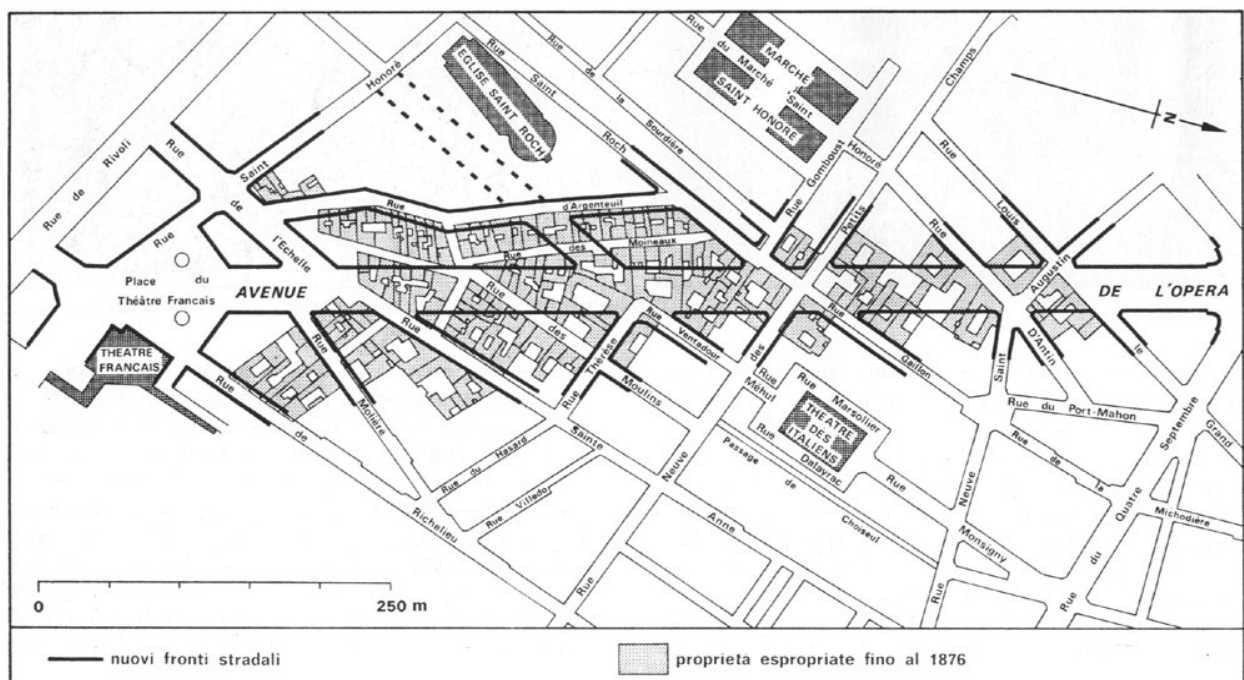 Rue de Rivoli
Rue Saint Honoré
EGLISE SAINT ROCH
Rue Saint Roch
Rue de la Sourdière
Rue du Marché Saint Honoré
MARCHE
SAINT HONORE
Rue Gomboust
Petits Champs
Rue Louis le Grand
N
Rue de l'Echelle
Rue d'Argenteuil
Rue des Moineaux
Place du
Théâtre Francais
AVENUE
DE L'OPERA
THEATRE
FRANCAIS
Rue de Richelieu
Rue Molière
Rue des Moulins
Rue Thérèse
Rue Ventadour
Rue Sainte Anne
Rue du Hasard
Rue Villedo
Rue Neuve des
Rue Méhul
Rue Marsollier
THEATRE
DES
ITALIENS
Rue Dalayrac
Passage de Choiseul
Rue Monsigny
Rue Gaillon
Rue D'Antin
Rue Neuve Saint Augustin
Rue du Port-Mahon
Rue de la Michodière
Rue du Quatre Septembre
0
250 m
nuovi fronti stradali
proprietà espropriate fino al 1876